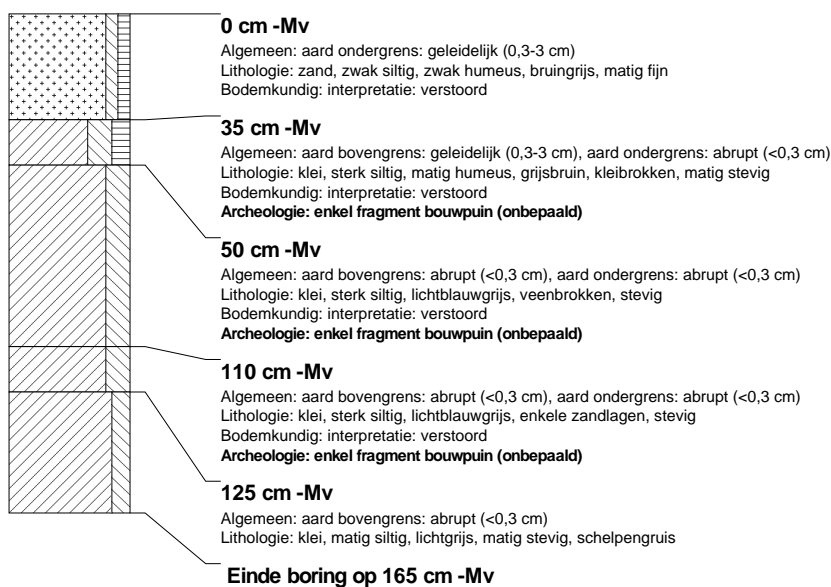 0 cm -Mv
Algemeen: aard ondergrens: geleidelijk (0,3-3 cm)
Lithologie: zand, zwak siltig, zwak humeus, bruingrijs, matig fijn
Bodemkundig: interpretatie: verstoord
35 cm -Mv
Algemeen: aard bovengrens: geleidelijk (0,3-3 cm), aard ondergrens: abrupt (<0,3 cm)
Lithologie: klei, sterk siltig, matig humeus, grijsbruin, kleibrokken, matig stevig
Bodemkundig: interpretatie: verstoord
Archeologie: enkel fragment bouwpuin (onbepaald)
50 cm -Mv
Algemeen: aard bovengrens: abrupt (<0,3 cm), aard ondergrens: abrupt (<0,3 cm)
Lithologie: klei, sterk siltig, lichtblauwgrijs, veenbrokken, stevig
Bodemkundig: interpretatie: verstoord
Archeologie: enkel fragment bouwpuin (onbepaald)
110 cm -Mv
Algemeen: aard bovengrens: abrupt (<0,3 cm), aard ondergrens: abrupt (<0,3 cm)
Lithologie: klei, sterk siltig, lichtblauwgrijs, enkele zandlagen, stevig
Bodemkundig: interpretatie: verstoord
Archeologie: enkel fragment bouwpuin (onbepaald)
125 cm -Mv
Algemeen: aard bovengrens: abrupt (<0,3 cm)
Lithologie: klei, matig siltig, lichtgrijs, matig stevig, schelpengruis
Einde boring op 165 cm -Mv